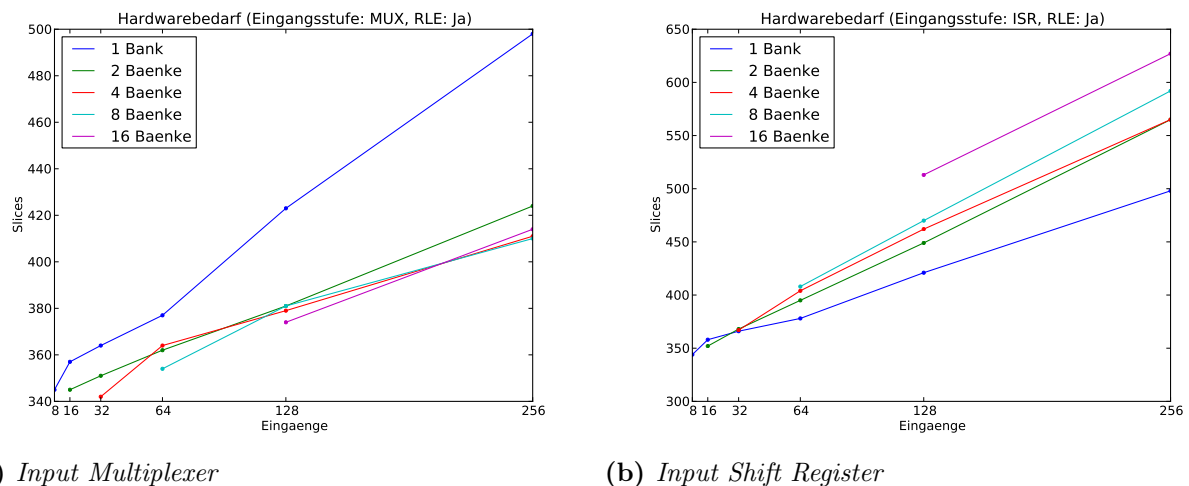 Hardwarebedarf (Eingangsstufe: MUX, RLE: Ja)
500
480
460
440
420
400
380
360
340
Slices
1 Bank
2 Baenke
4 Baenke
8 Baenke
16 Baenke
8 16 32 64 128 256
Eingaenge
) Input Multiplexer
Hardwarebedarf (Eingangsstufe: ISR, RLE: Ja)
650
600
550
500
450
400
350
300
Slices
1 Bank
2 Baenke
4 Baenke
8 Baenke
16 Baenke
8 16 32 64 128 256
Eingaenge
(b) Input Shift Register